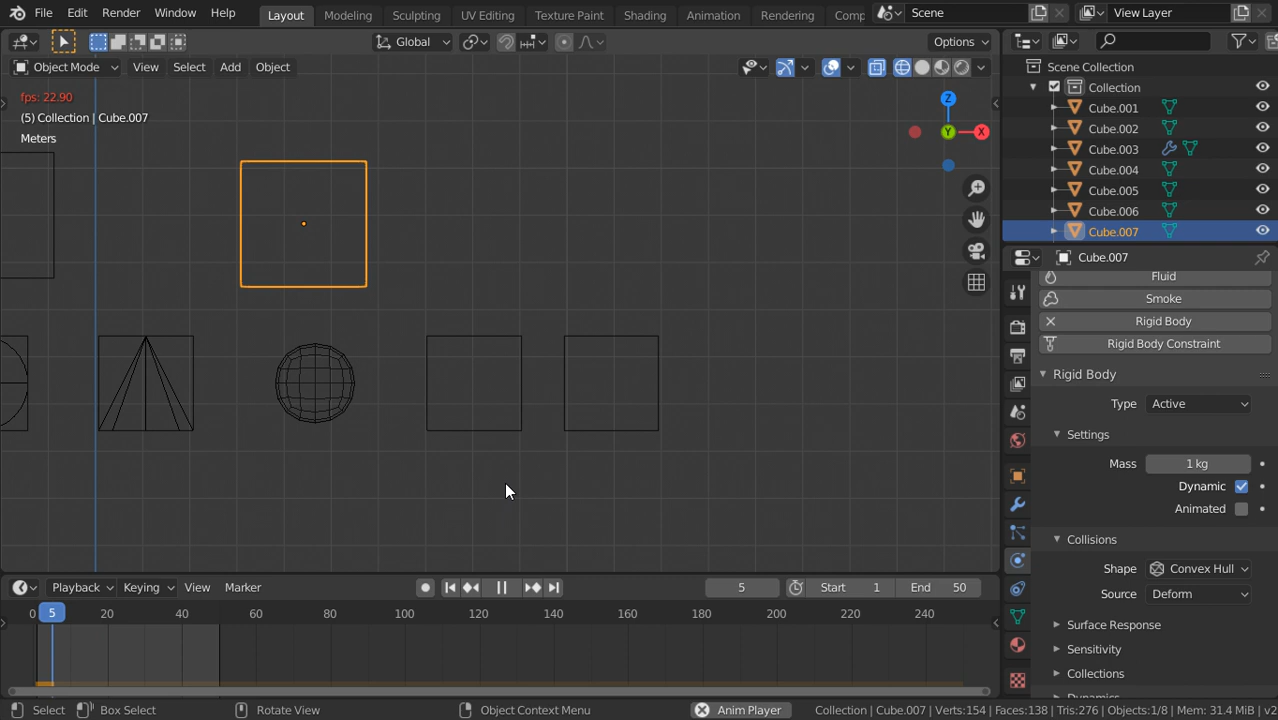 File Edit Render Window Help Layout Modeling Sculpting UV Editing Texture Paint Shading Animation Rendering Comp Scene View Layer
Global Options
Object Mode View Select Add Object
fps: 22.90
(5) Collection | Cube.007
Meters
Z
Y X
Scene Collection
Collection
Cube.001
Cube.002
Cube.003
Cube.004
Cube.005
Cube.006
Cube.007
Cube.007
Fluid
Smoke
Rigid Body
Rigid Body Constraint
Rigid Body
Type Active
Settings
Mass 1 kg
Dynamic
Animated
Collisions
Shape Convex Hull
Source Deform
Surface Response
Sensitivity
Collections
Playback Keying View Marker 5 Start 1 End 50
0 5 20 40 60 80 100 120 140 160 180 200 220 240
Select Box Select Rotate View Object Context Menu Anim Player Collection | Cube.007 | Verts:154 | Faces:138 | Tris:276 | Objects:1/8 | Mem: 31.4 MiB | v2